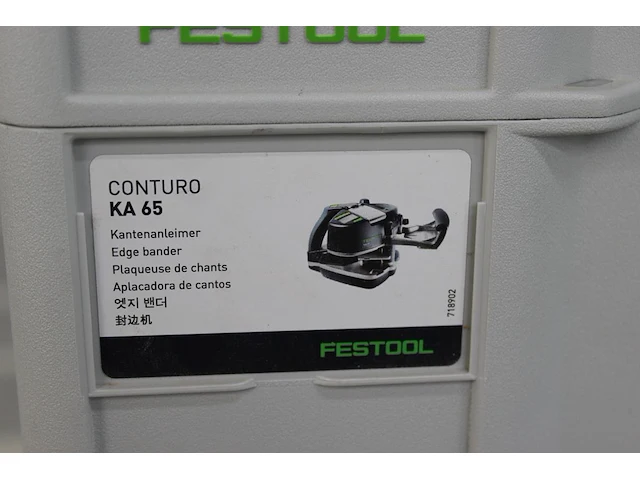 FESTOOL
CONTURO
KA 65
Kantenanleimer
Edge bander
Plaqueuse de chants
Aplacadora de cantos
엣지 밴더
封边机
718902
FESTOOL